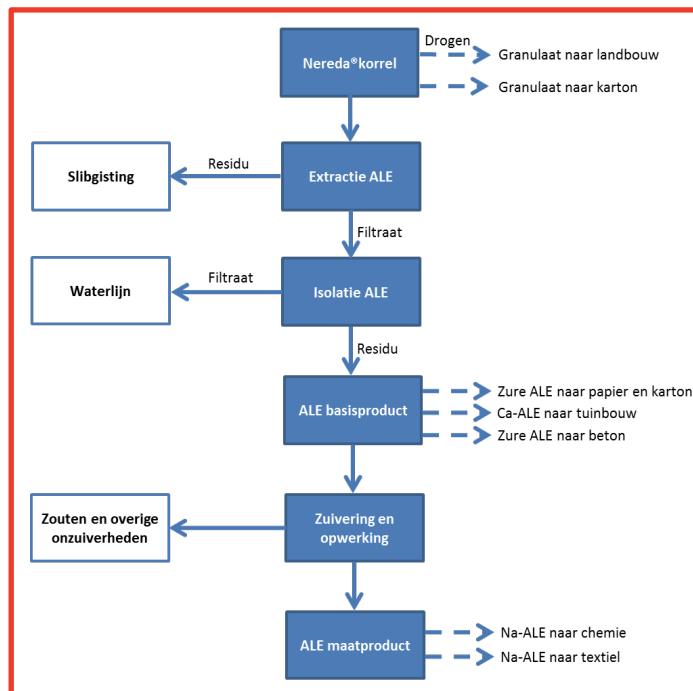 Drogen
Nereda®korrel
Granulaat naar landbouw
Granulaat naar karton
Residu
Slibgisting
Extractie ALE
Filtraat
Filtraat
Waterlijn
Isolatie ALE
Residu
ALE basisproduct
Zure ALE naar papier en karton
Ca-ALE naar tuinbouw
Zure ALE naar beton
Zouten en overige
onzuiverheden
Zuivering en
opwerking
ALE maatproduct
Na-ALE naar chemie
Na-ALE naar textiel